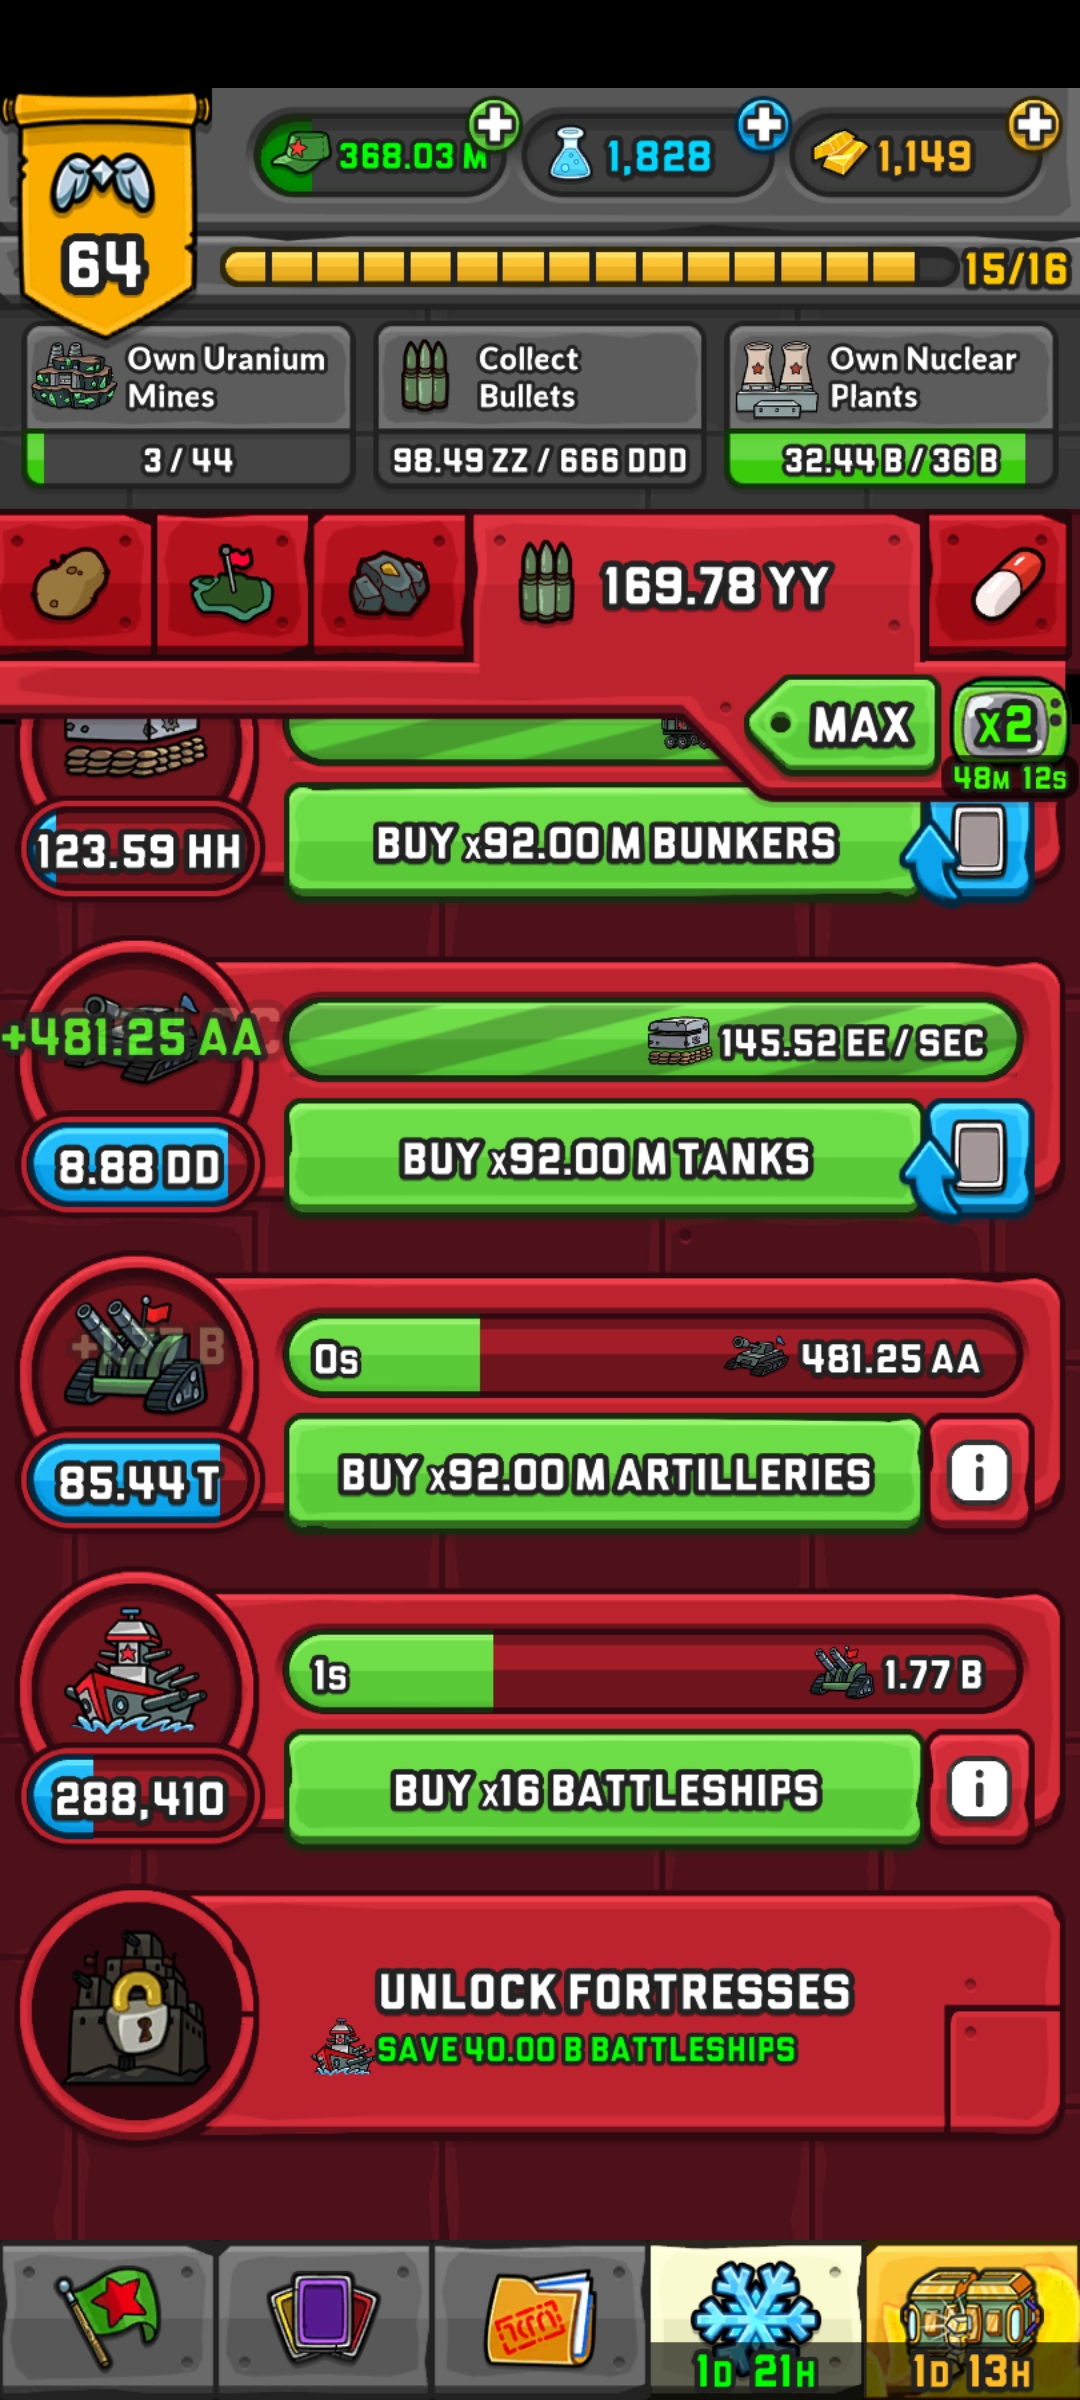 368.03 M
1,828
1,149
64
15/16
Own Uranium
Mines
3 / 44
Collect
Bullets
98.49 ZZ / 666 DDD
Own Nuclear
Plants
32.44 B / 36 B
169.78 YY
MAX
X2
48M 12S
123.59 HH
BUY x92.00 M BUNKERS
+481.25 AA
145.52 EE / SEC
8.88 DD
BUY x92.00 M TANKS
0s
481.25 AA
85.44 T
BUY x92.00 M ARTILLERIES
i
1s
1.77 B
288,410
BUY x16 BATTLESHIPS
i
UNLOCK FORTRESSES
SAVE 40.00 B BATTLESHIPS
1D 21H
1D 13H